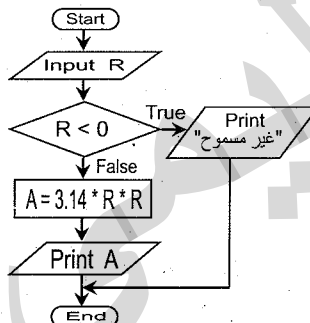 Start
Input R
R < 0
True
Print
"غير مسموح"
False
A = 3.14 * R * R
Print A
End